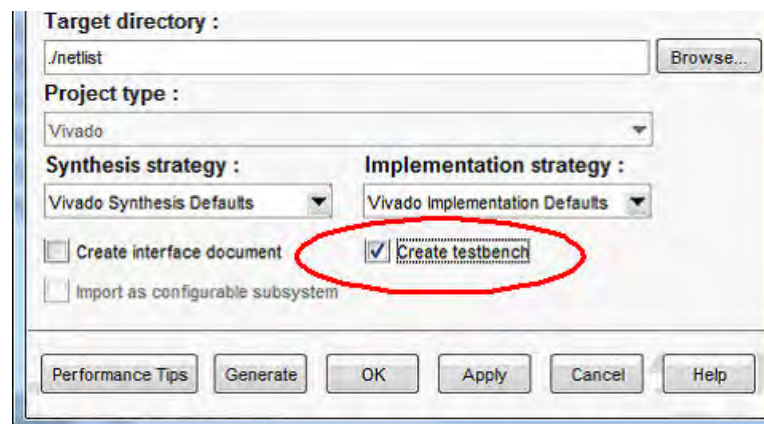 Target directory :
./netlist Browse...
Project type :
Vivado
Synthesis strategy : Implementation strategy :
Vivado Synthesis Defaults Vivado Implementation Defaults
Create interface document Create testbench
Import as configurable subsystem
Performance Tips Generate OK Apply Cancel Help